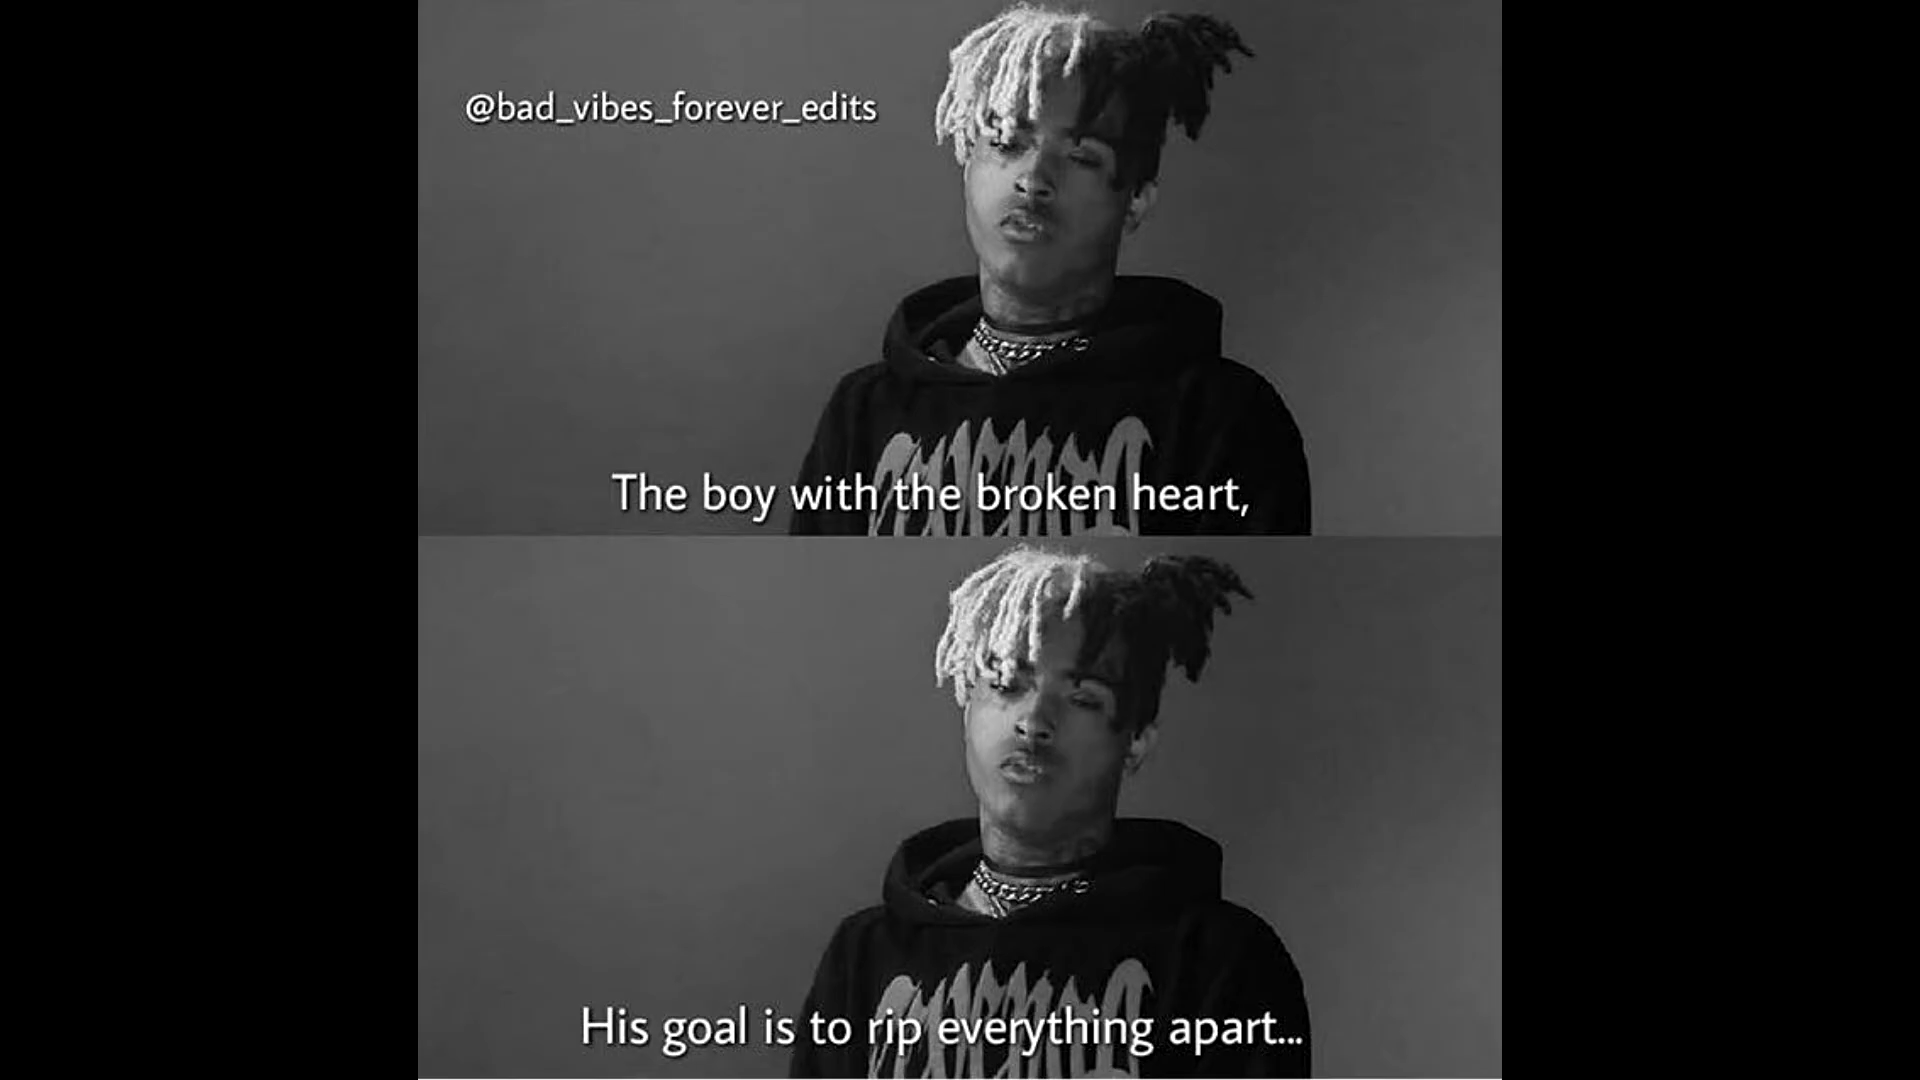 @bad_vibes_forever_edits
The boy with the broken heart,
His goal is to rip everything apart...